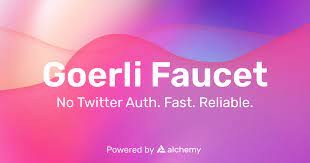 Goerli Faucet
No Twitter Auth. Fast. Reliable.
Powered by alchemy